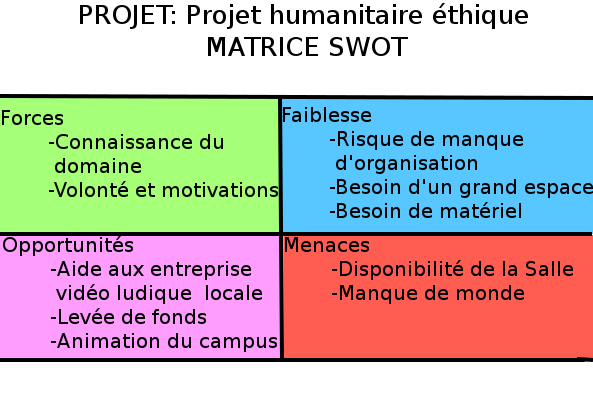 PROJET: Projet humanitaire éthique
MATRICE SWOT
Forces
-Connaissance du
domaine
-Volonté et motivations
Faiblesse
-Risque de manque
d'organisation
-Besoin d'un grand espace
-Besoin de matériel
Opportunités
-Aide aux entreprise
vidéo ludique  locale
-Levée de fonds
-Animation du campus
Menaces
-Disponibilité de la Salle
-Manque de monde